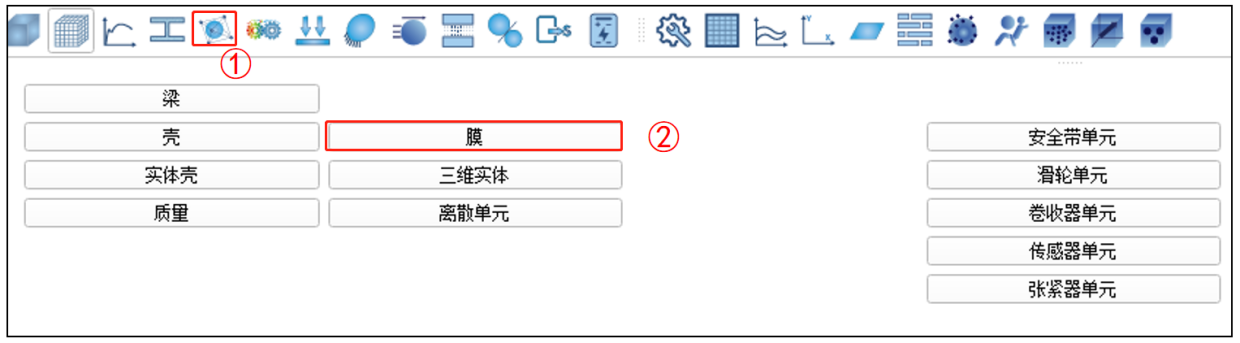 ①
梁
壳 膜 ② 安全带单元
实体壳 三维实体 滑轮单元
质量 离散单元 卷收器单元
传感器单元
张紧器单元